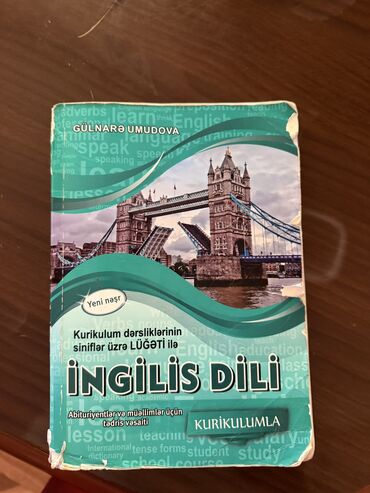 GÜLNARƏ UMUDOVA
Yeni nəşr
Kurikulum dərsliklərinin
siniflər üzrə LÜĞƏTİ ilə
İNGİLİS DİLİ
Abituriyentlər və müəllimlər üçün
tədris vəsaiti
KURİKULUMLA